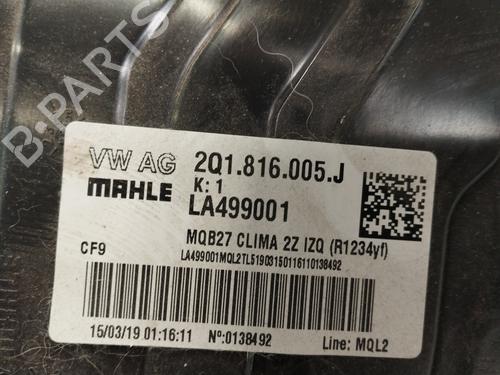 B-PARTS
VW AG 2Q1.816.005.J
MAHLE K: 1
LA499001
MQB27 CLIMA 2Z IZQ (R1234yf)
CF9 LA499001MQL2TL51903150116110138492
15/03/19 01:16:11 Nº:0138492 Line: MQL2